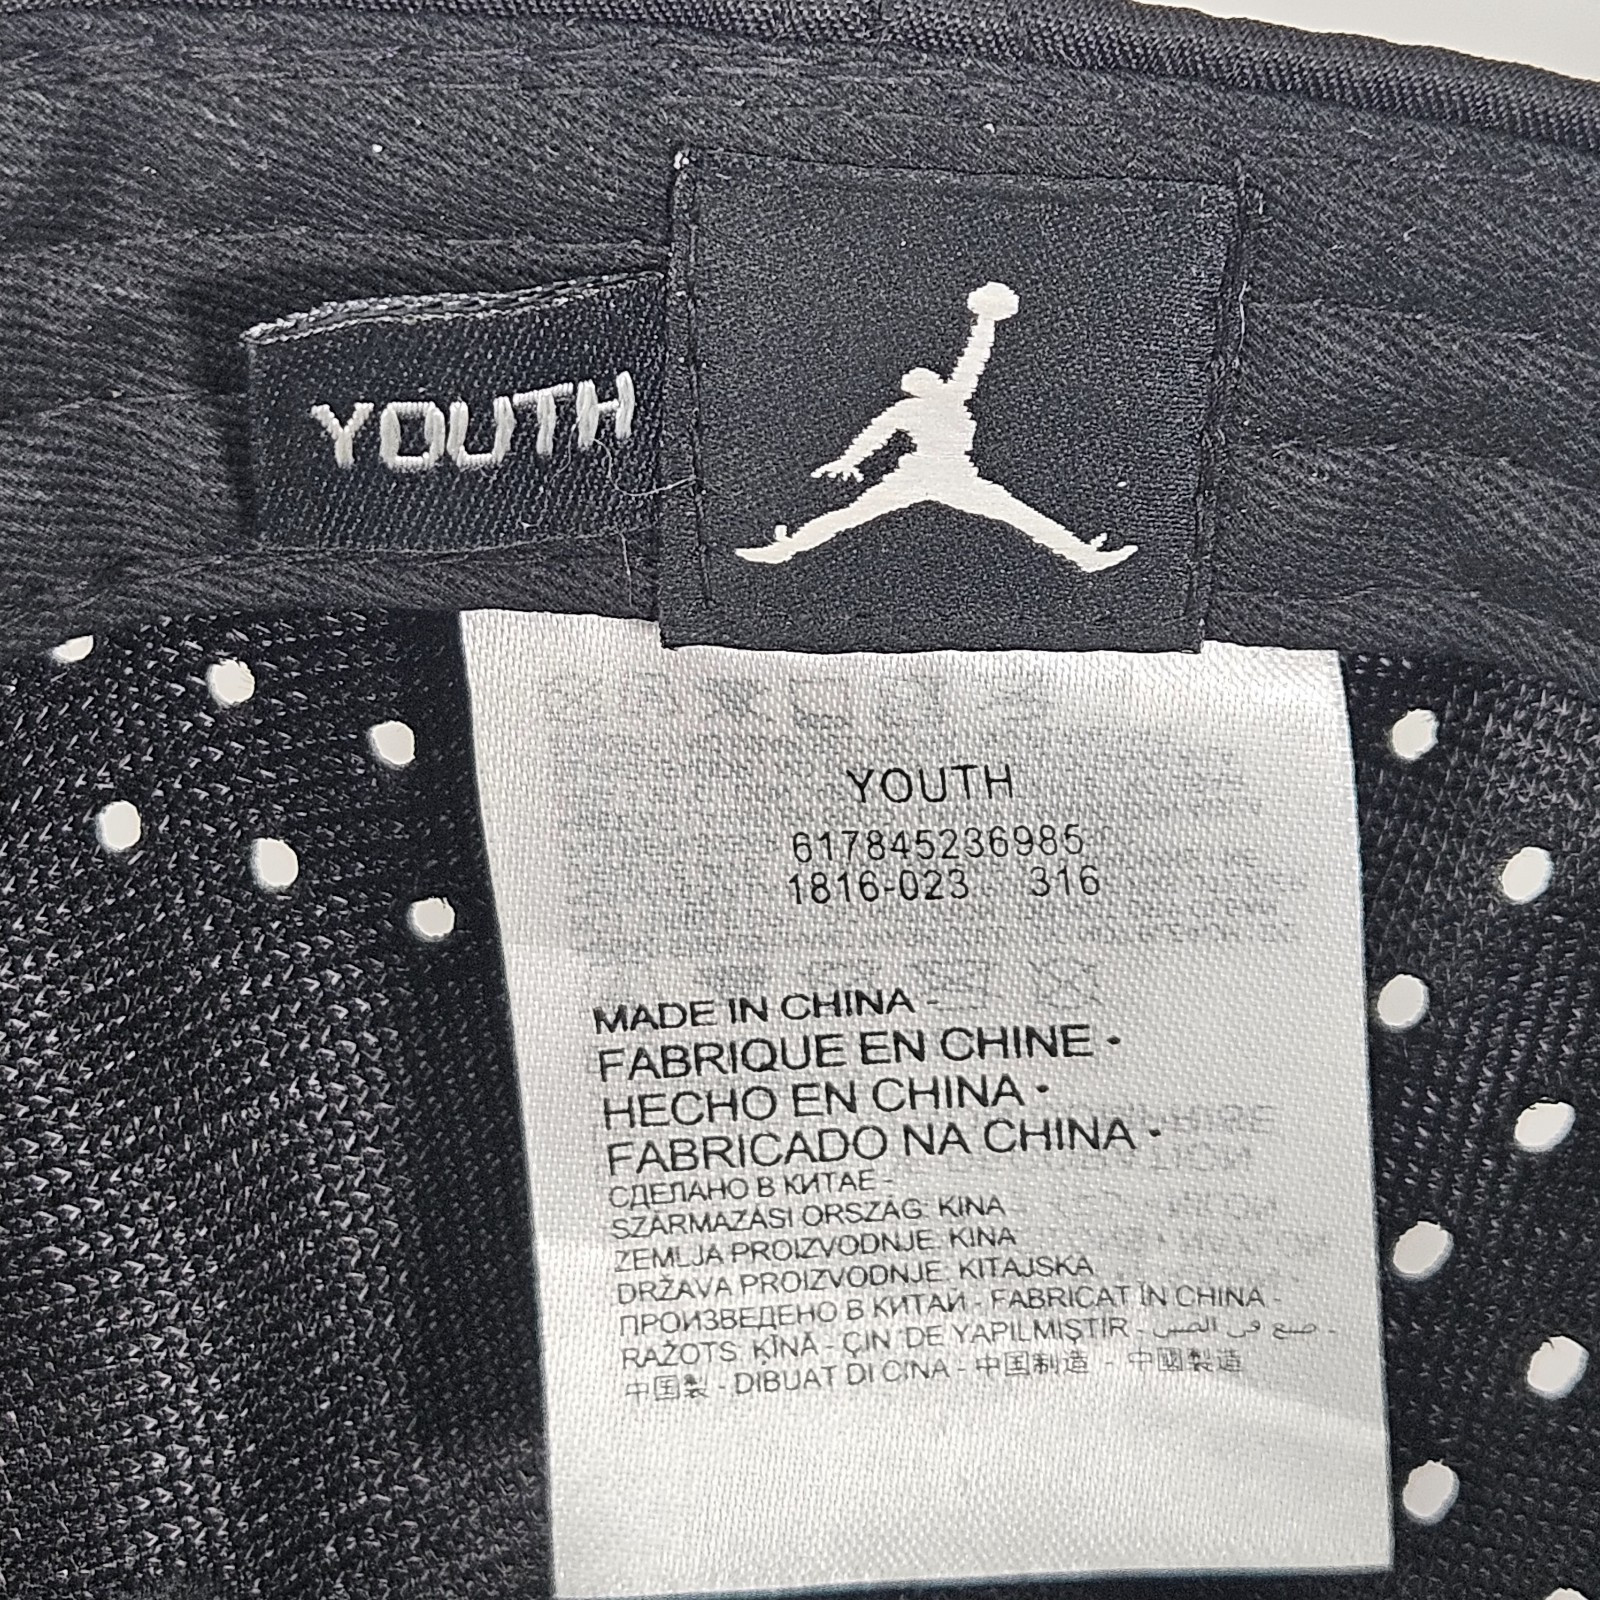 YOUTH
YOUTH
617845236985
1816-023 316
MADE IN CHINA -
FABRIQUE EN CHINE •
HECHO EN CHINA •
FABRICADO NA CHINA •
СДЕЛАНО В КИТАЕ -
SZÁRMAZÁSI ORSZÁG: KÍNA
ZEMLJA PROIZVODNJE: KINA
DRŽAVA PROIZVODNJE: KITAJSKA
ПРОИЗВЕДЕНО В КИТАЙ - FABRICAT ÎN CHINA -
RAŽOTS: ĶĪNĀ - ÇİN 'DE YAPILMIŞTIR - صنع في الصين -
中国製 - DIBUAT DI CINA - 中国制造 - 中國製造